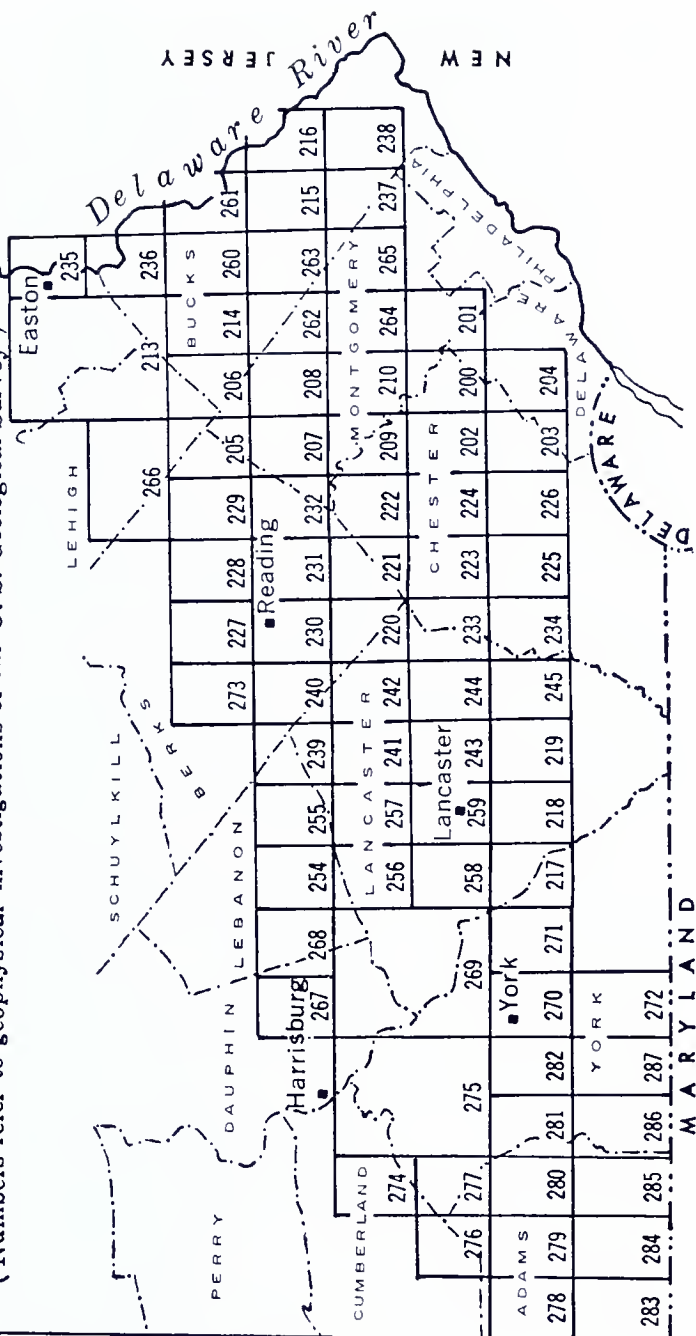 (Numbers refer to geophysical investigations of the U. S. Geological Survey)
NEW JERSEY
Delaware River
Easton
235
LEHIGH
213
236
266
BUCKS
SCHUYLKILL
BERKS
273 227 228 229 205 206 214 260 261
Reading
DAUPHIN
LEBANON
PERRY
Harrisburg
267 268 254 255 239 240 230 231 232 207 208 262 263 215 216
LANCASTER
MONTGOMERY
CUMBERLAND
274
256 257 241 242 220 221 222 209 210 264 265 237 238
PHILADELPHIA
Lancaster
CHESTER
276 277 275 269 258 259 243 244 233 223 224 202 200 201
DELAWARE
York
ADAMS
278 279 280 281 282 270 271 217 218 219 245 234 225 226 203 204
DELAWARE
YORK
283 284 285 286 287 272
DELAWARE
MARYLAND